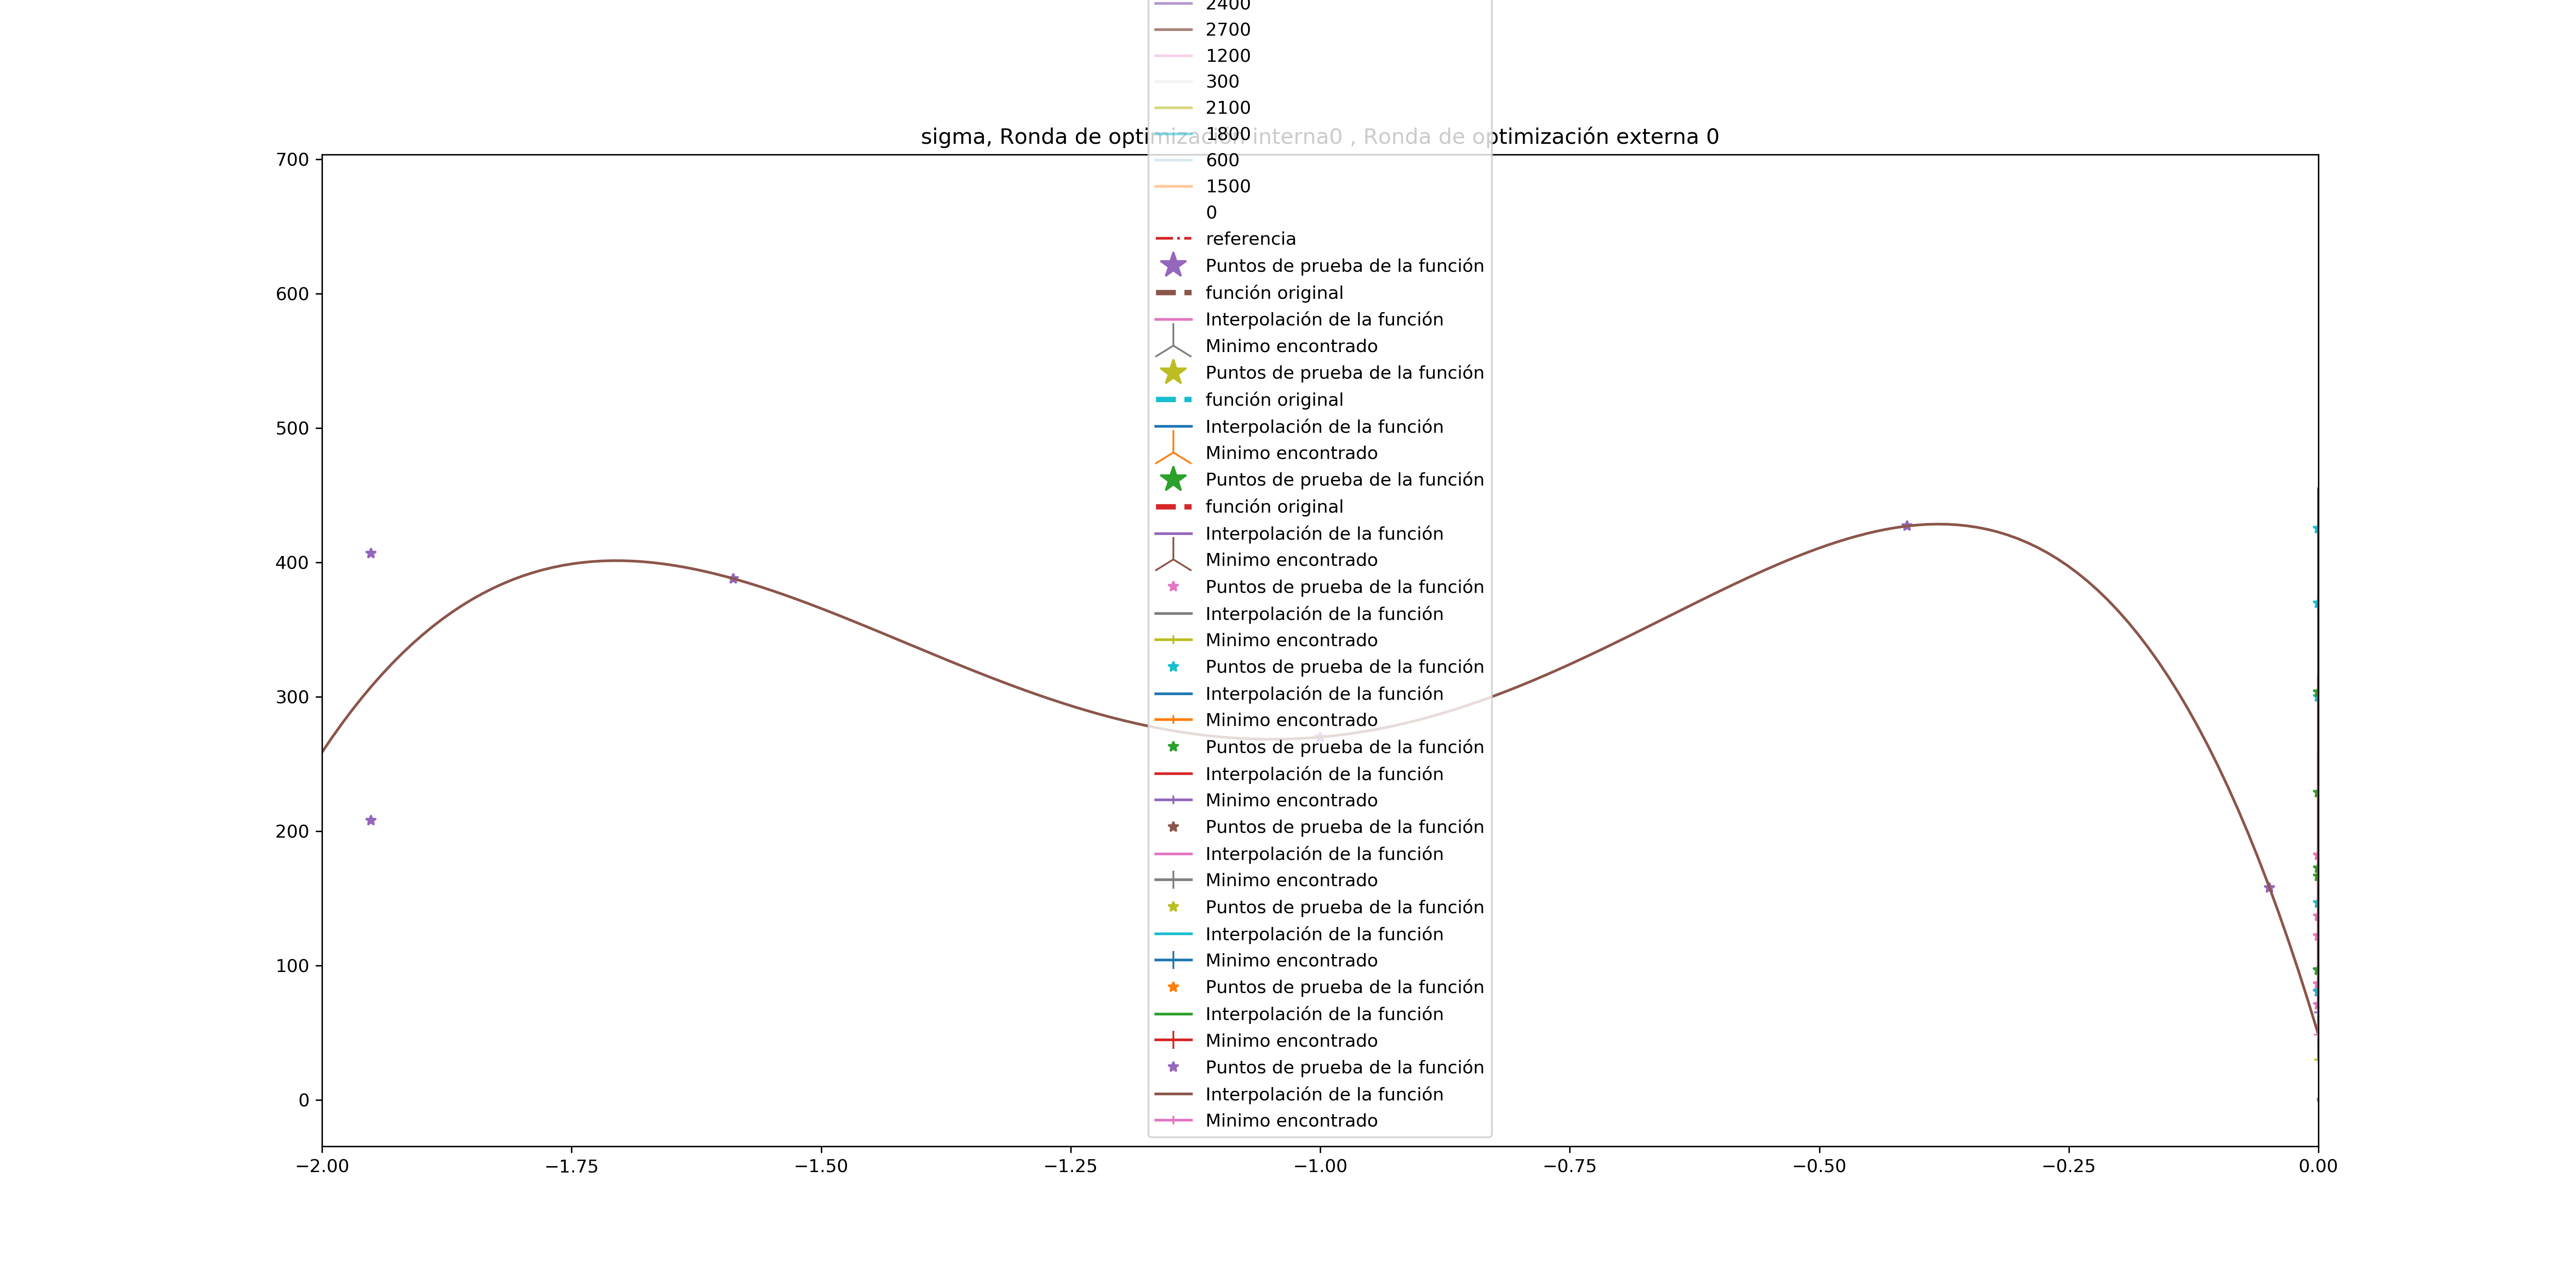 2400
2700
1200
300
2100
1800
600
1500
0
referencia
Puntos de prueba de la función
función original
Interpolación de la función
Minimo encontrado
Puntos de prueba de la función
función original
Interpolación de la función
Minimo encontrado
Puntos de prueba de la función
función original
Interpolación de la función
Minimo encontrado
Puntos de prueba de la función
Interpolación de la función
Minimo encontrado
Puntos de prueba de la función
Interpolación de la función
Minimo encontrado
Puntos de prueba de la función
Interpolación de la función
Minimo encontrado
Puntos de prueba de la función
Interpolación de la función
Minimo encontrado
Puntos de prueba de la función
Interpolación de la función
Minimo encontrado
Puntos de prueba de la función
Interpolación de la función
Minimo encontrado
Puntos de prueba de la función
Interpolación de la función
Minimo encontrado
sigma, Ronda de optimización interna0 , Ronda de optimización externa 0
700
600
500
400
300
200
100
0
−2.00
−1.75
−1.50
−1.25
−1.00
−0.75
−0.50
−0.25
0.00